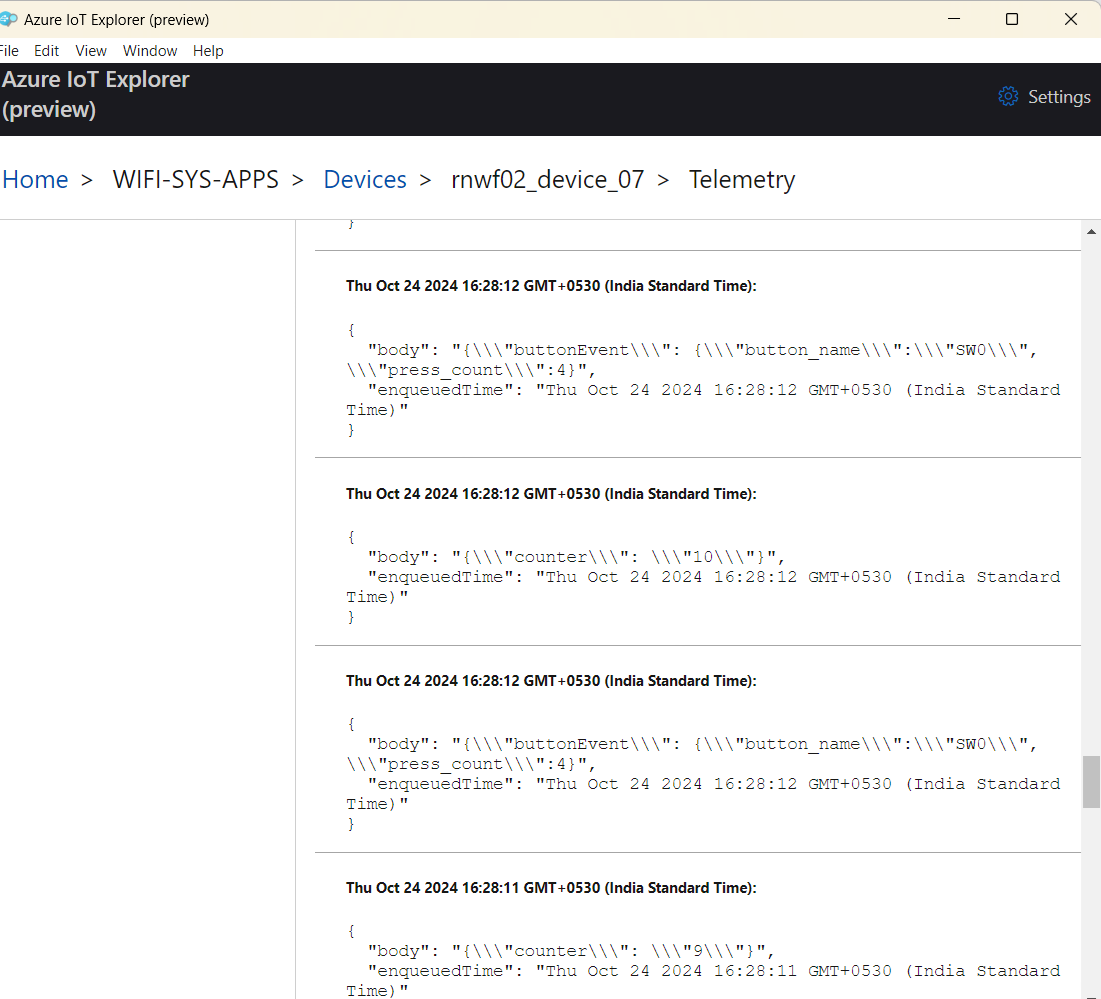 Azure IoT Explorer (preview)
File Edit View Window Help
Azure IoT Explorer
(preview)
Settings
Home > WIFI-SYS-APPS > Devices > rnwf02_device_07 > Telemetry
}
Thu Oct 24 2024 16:28:12 GMT+0530 (India Standard Time):
{
"body": "{\\\"buttonEvent\\\": {\\\"button_name\\\":\\\"SW0\\\",
\\\"press_count\\\":4}",
"enqueuedTime": "Thu Oct 24 2024 16:28:12 GMT+0530 (India Standard
Time)"
}
Thu Oct 24 2024 16:28:12 GMT+0530 (India Standard Time):
{
"body": "{\\\"counter\\\": \\\"10\\\"}",
"enqueuedTime": "Thu Oct 24 2024 16:28:12 GMT+0530 (India Standard
Time)"
}
Thu Oct 24 2024 16:28:12 GMT+0530 (India Standard Time):
{
"body": "{\\\"buttonEvent\\\": {\\\"button_name\\\":\\\"SW0\\\",
\\\"press_count\\\":4}",
"enqueuedTime": "Thu Oct 24 2024 16:28:12 GMT+0530 (India Standard
Time)"
}
Thu Oct 24 2024 16:28:11 GMT+0530 (India Standard Time):
{
"body": "{\\\"counter\\\": \\\"9\\\"}",
"enqueuedTime": "Thu Oct 24 2024 16:28:11 GMT+0530 (India Standard
Time)"